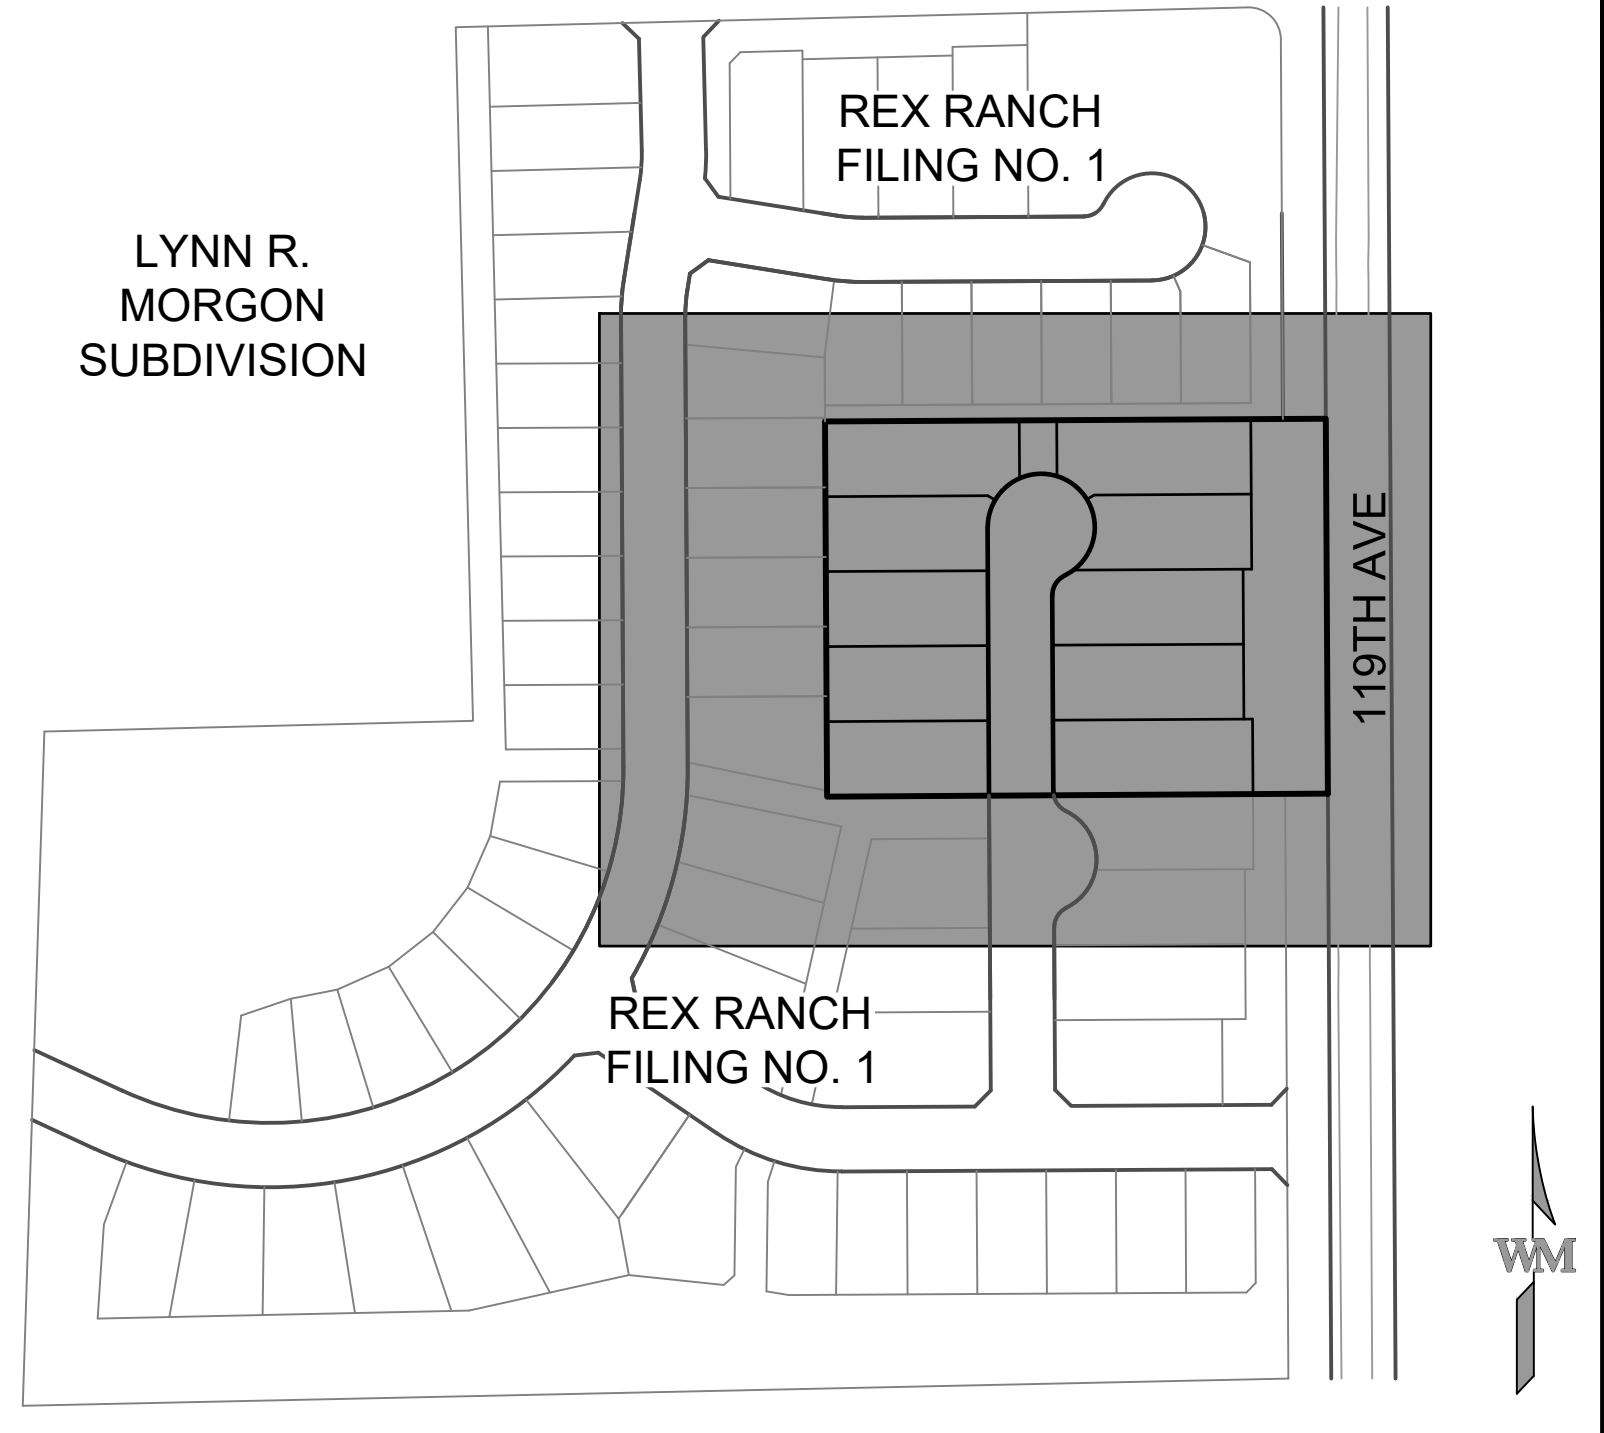 REX RANCH
FILING NO. 1
LYNN R.
MORGON
SUBDIVISION
119TH AVE
REX RANCH
FILING NO. 1
WM